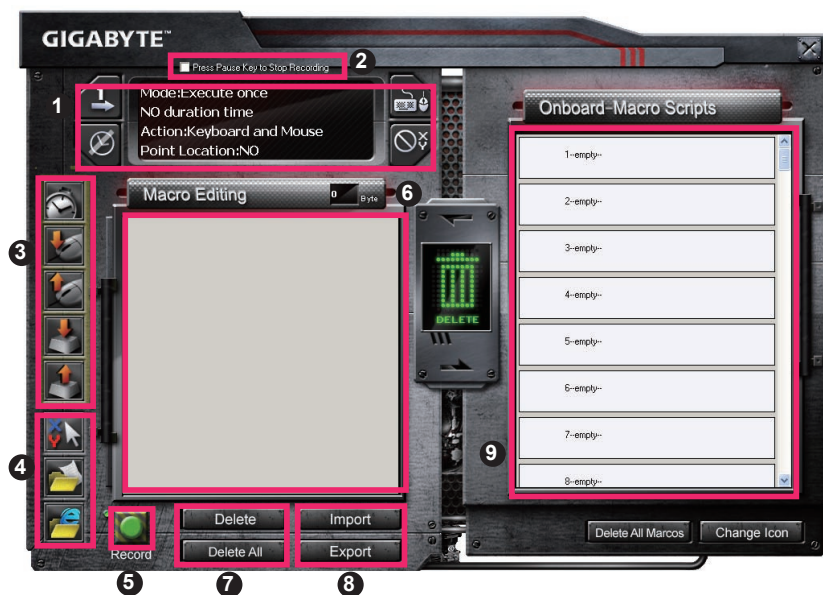 GIGABYTE™
Press Pause Key to Stop Recording
2
1
1
Mode:Execute once
NO duration time
Action:Keyboard and Mouse
Point Location:NO
X
Y
Onboard-Macro Scripts
Macro Editing
0
Byte
6
3
DELETE
1--empty--
2--empty--
3--empty--
4--empty--
5--empty--
6--empty--
7--empty--
8--empty--
9
4
X
Y
Record
Delete
Import
Delete All
Export
Delete All Marcos
Change Icon
5
7
8